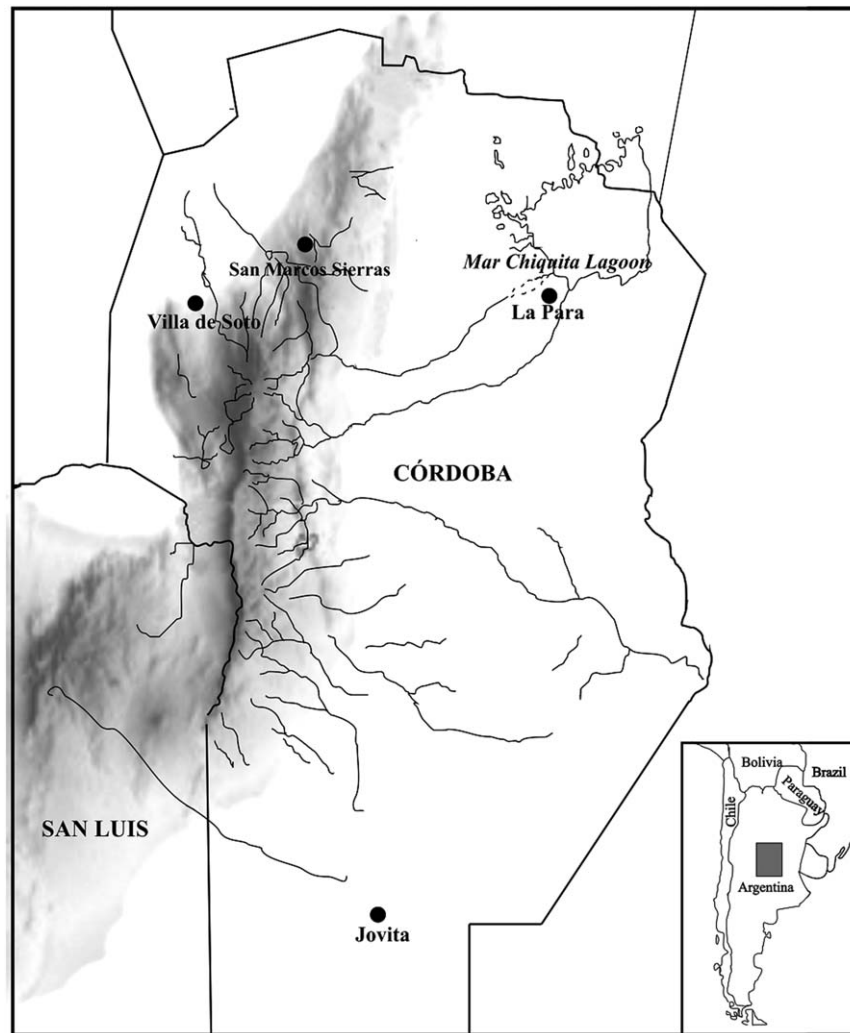 San Marcos Sierras
Mar Chiquita Lagoon
Villa de Soto
La Para
CÓRDOBA
SAN LUIS
Jovita
Bolivia
Brazil
Paraguay
Chile
Argentina